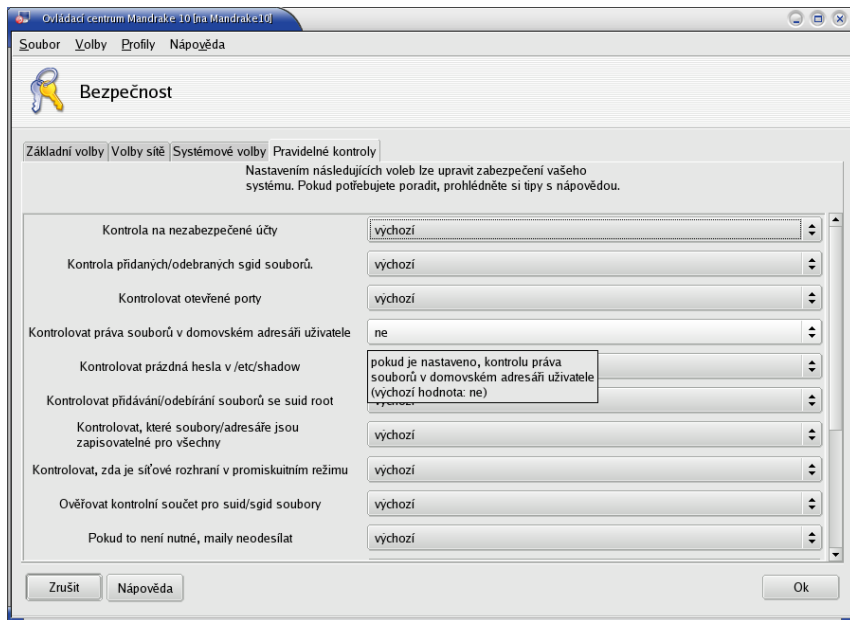 Ovládací centrum Mandrake 10 [na Mandrake10]
Soubor Volby Profily Nápověda
Bezpečnost
Základní volby Volby sítě Systémové volby Pravidelné kontroly
Nastavením následujících voleb lze upravit zabezpečení vašeho
systému. Pokud potřebujete poradit, prohlédněte si tipy s nápovědou.
Kontrola na nezabezpečené účty výchozí
Kontrola přidaných/odebraných sgid souborů. výchozí
Kontrolovat otevřené porty výchozí
Kontrolovat práva souborů v domovském adresáři uživatele ne
Kontrolovat prázdná hesla v /etc/shadow
pokud je nastaveno, kontrolu práva
souborů v domovském adresáři uživatele
(výchozí hodnota: ne)
Kontrolovat přidávání/odebírání souborů se suid root výchozí
Kontrolovat, které soubory/adresáře jsou
zapisovatelné pro všechny výchozí
Kontrolovat, zda je síťové rozhraní v promiskuitním režimu výchozí
Ověřovat kontrolní součet pro suid/sgid soubory výchozí
Pokud to není nutné, maily neodesílat výchozí
Zrušit Nápověda Ok